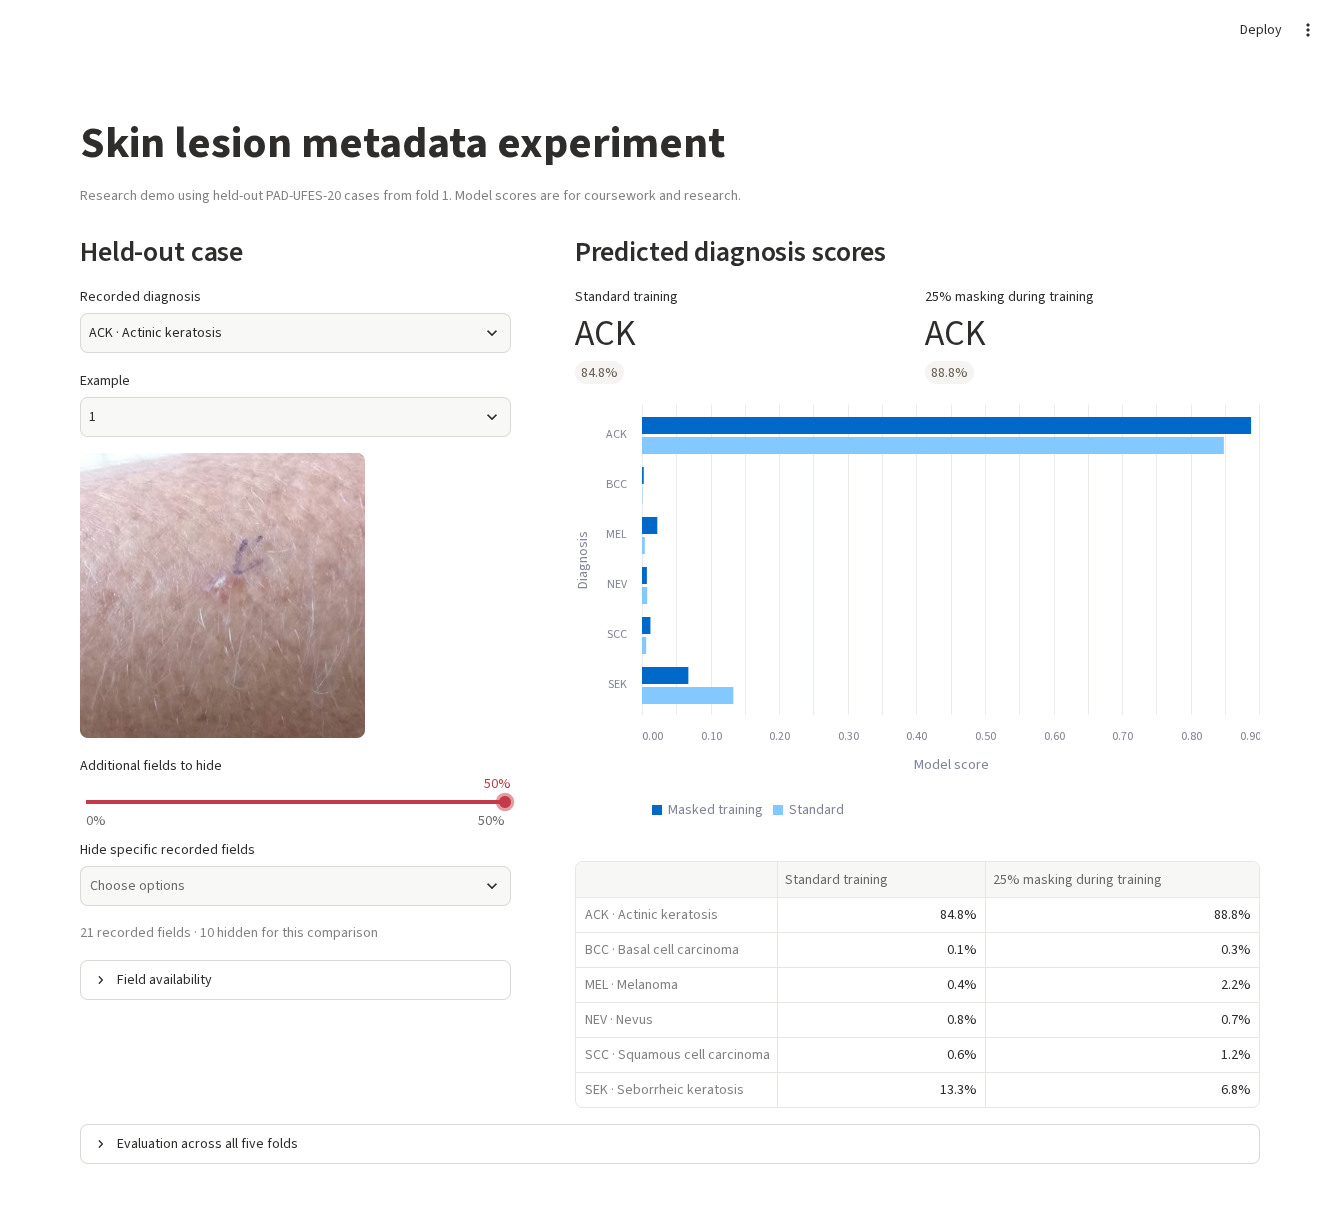 Deploy
Skin lesion metadata experiment
Research demo using held-out PAD-UFES-20 cases from fold 1. Model scores are for coursework and research.
Held-out case
Recorded diagnosis
ACK · Actinic keratosis
Example
1
Additional fields to hide
50%
0% 50%
Hide specific recorded fields
Choose options
21 recorded fields · 10 hidden for this comparison
Field availability
Predicted diagnosis scores
Standard training
ACK
84.8%
25% masking during training
ACK
88.8%
Diagnosis
ACK
BCC
MEL
NEV
SCC
SEK
0.00 0.10 0.20 0.30 0.40 0.50 0.60 0.70 0.80 0.90
Model score
Masked training Standard
Standard training 25% masking during training
ACK · Actinic keratosis 84.8% 88.8%
BCC · Basal cell carcinoma 0.1% 0.3%
MEL · Melanoma 0.4% 2.2%
NEV · Nevus 0.8% 0.7%
SCC · Squamous cell carcinoma 0.6% 1.2%
SEK · Seborrheic keratosis 13.3% 6.8%
Evaluation across all five folds